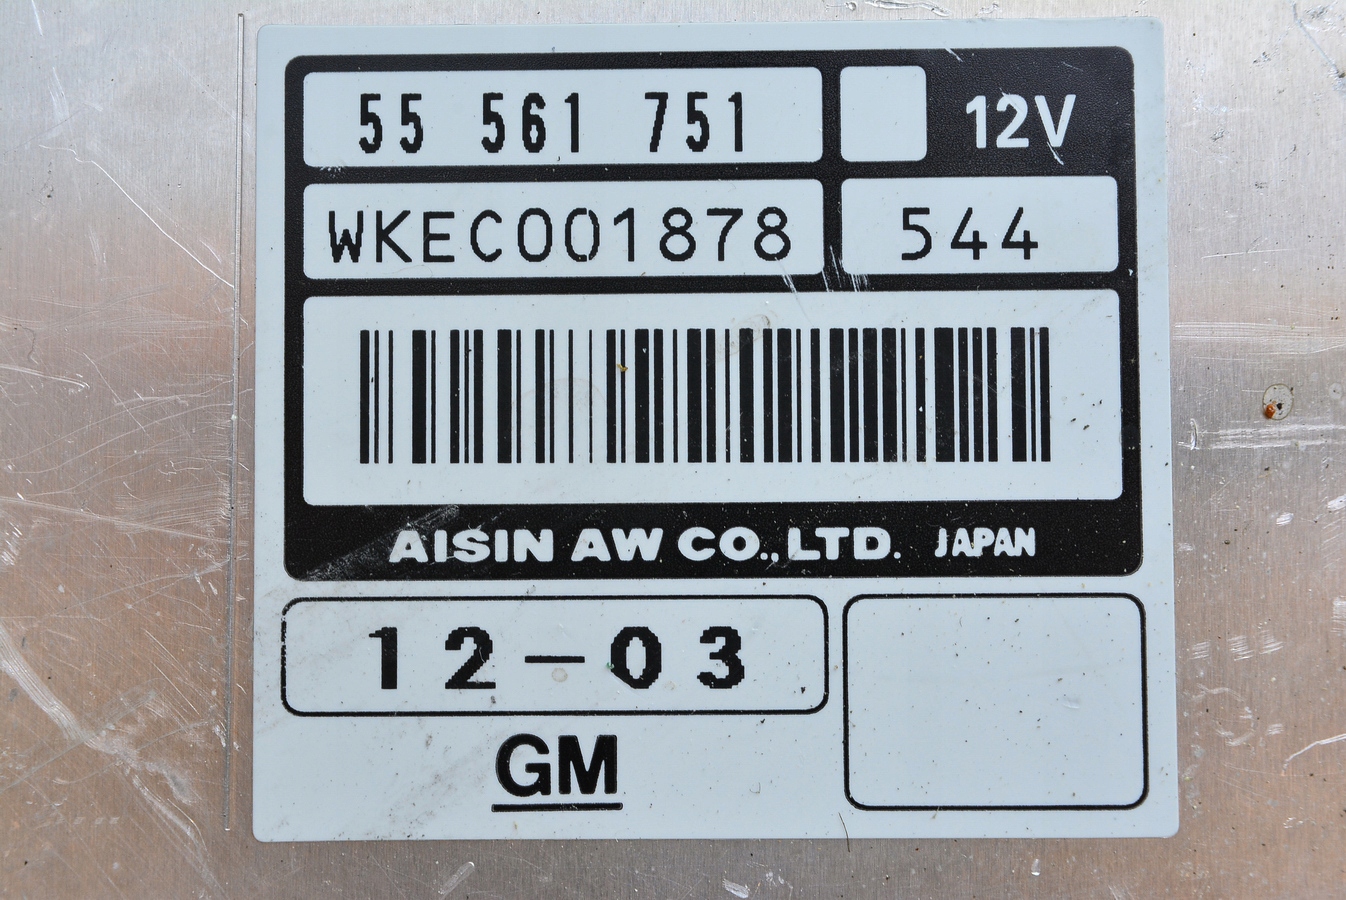 55 561 751 12V
WKEC001878 544
AISIN AW CO., LTD. JAPAN
12-03
GM